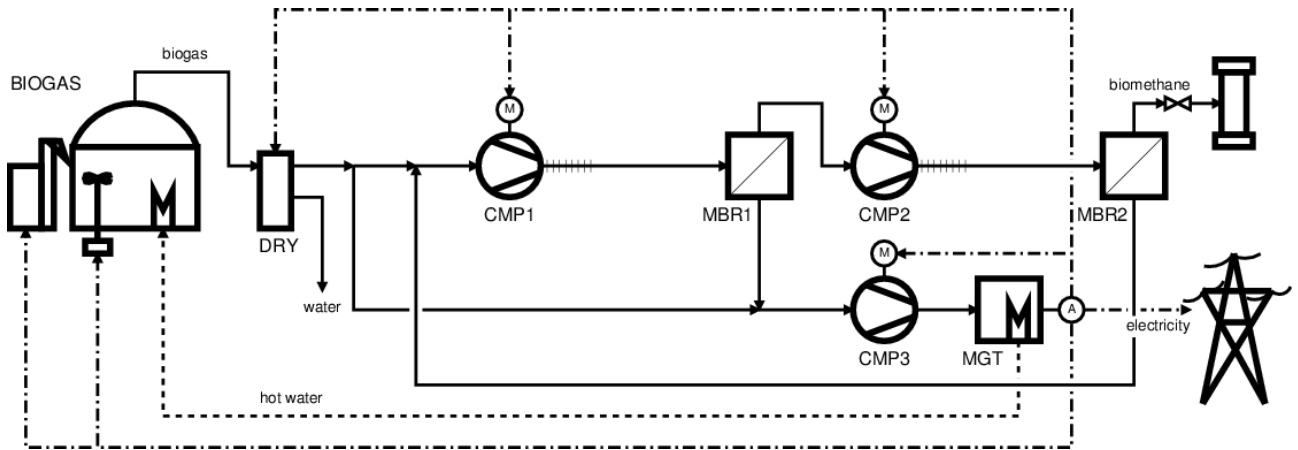 biogas
BIOGAS
biomethane
M
M
CMP1
MBR1
CMP2
MBR2
DRY
M
water
A
electricity
CMP3
MGT
hot water